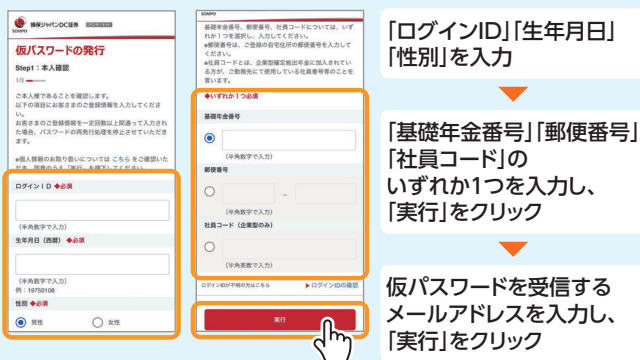 SOMPO
損保ジャパンDC証券
仮パスワードの発行
Step1：本人確認
1/3
ご本人様であることを確認します。
以下の項目にお客さまのご登録情報を入力してくださ
い。
お客さまのご登録情報を一定回数以上間違って入力され
た場合、パスワードの再発行処理を停止させていただき
ます。
●個人情報のお取り扱いについては こちら をご確認いた
だき、同意のうえ「実行」を押下してください。
ログインＩＤ ◆必須
（半角数字で入力）
生年月日（西暦） ◆必須
（半角数字で入力）
例：19750108
性別 ◆必須
男性
女性
SOMPO
基礎年金番号、郵便番号、社員コードについては、いず
れか１つを選択し、入力してください。
●郵便番号は、ご登録の自宅住所の郵便番号を入力して
ください。
●社員コードとは、企業型確定拠出年金に加入されてい
る方が、ご勤務先にて使用している社員番号等のことを
言います。
◆いずれか１つ必須
基礎年金番号
（半角数字で入力）
郵便番号
–
（半角数字で入力）
社員コード（企業型のみ）
（半角英数で入力）
ログインIDが不明の方はこちら
▶ログインIDの確認
実行
「ログインID」「生年月日」
「性別」を入力
「基礎年金番号」「郵便番号」
「社員コード」の
いずれか1つを入力し、
「実行」をクリック
仮パスワードを受信する
メールアドレスを入力し、
「実行」をクリック